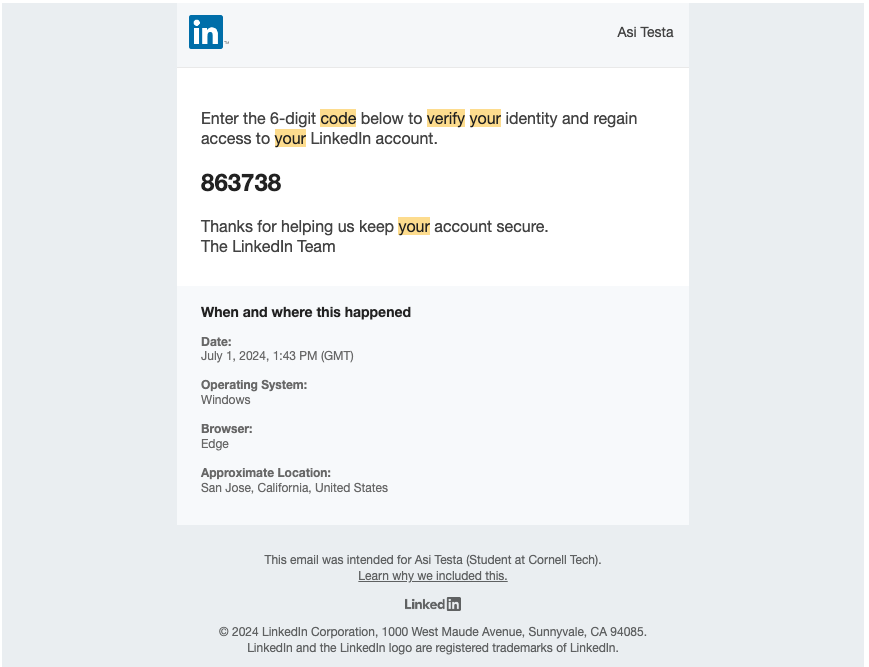 in™
Asi Testa
Enter the 6-digit code below to verify your identity and regain
access to your LinkedIn account.
863738
Thanks for helping us keep your account secure.
The LinkedIn Team
When and where this happened
Date:
July 1, 2024, 1:43 PM (GMT)
Operating System:
Windows
Browser:
Edge
Approximate Location:
San Jose, California, United States
This email was intended for Asi Testa (Student at Cornell Tech).
Learn why we included this.
LinkedIn
© 2024 LinkedIn Corporation, 1000 West Maude Avenue, Sunnyvale, CA 94085.
LinkedIn and the LinkedIn logo are registered trademarks of LinkedIn.